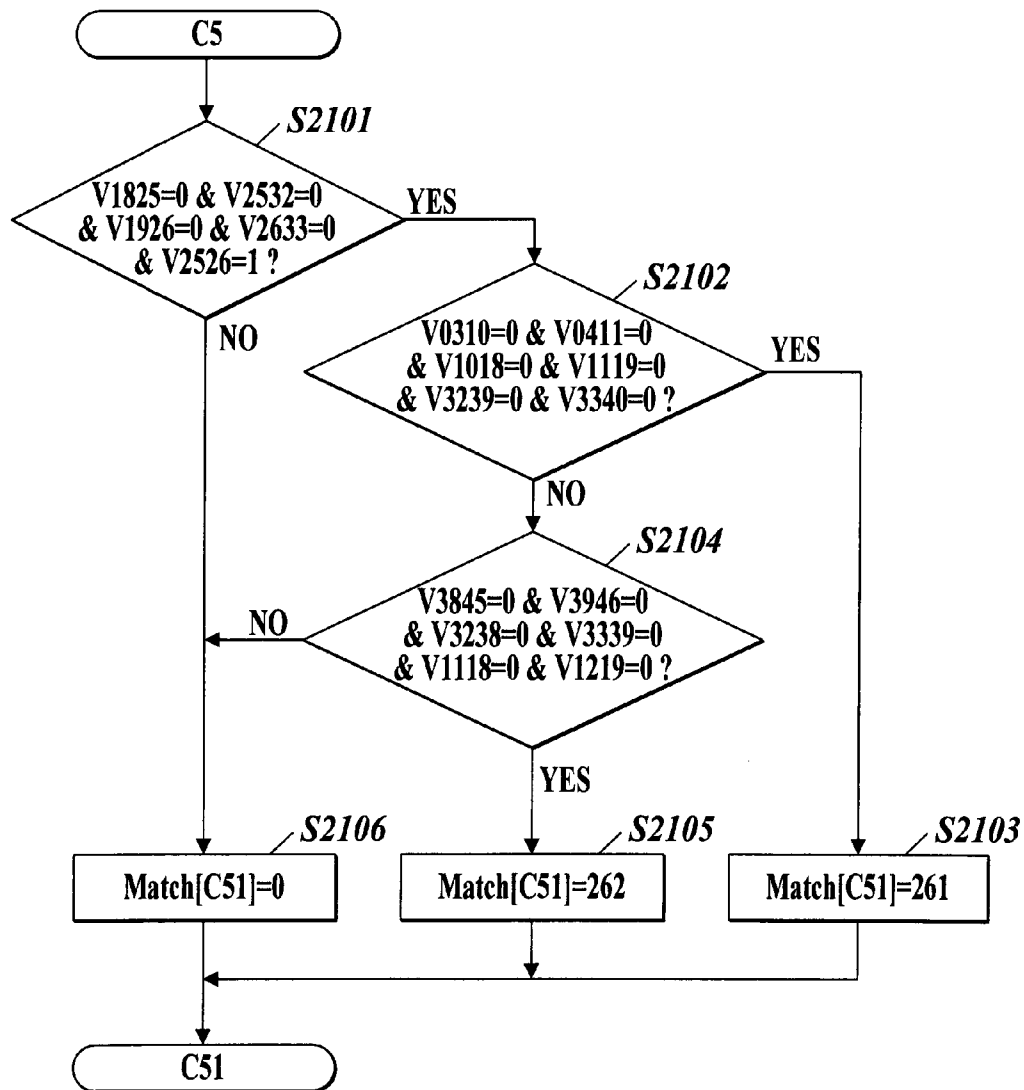 C5
S2101
V1825=0 & V2532=0
& V1926=0 & V2633=0
& V2526=1 ?
YES
NO
S2102
V0310=0 & V0411=0
& V1018=0 & V1119=0
& V3239=0 & V3340=0 ?
YES
NO
S2104
V3845=0 & V3946=0
& V3238=0 & V3339=0
& V1118=0 & V1219=0 ?
NO
YES
S2106
Match[C51]=0
S2105
Match[C51]=262
S2103
Match[C51]=261
C51